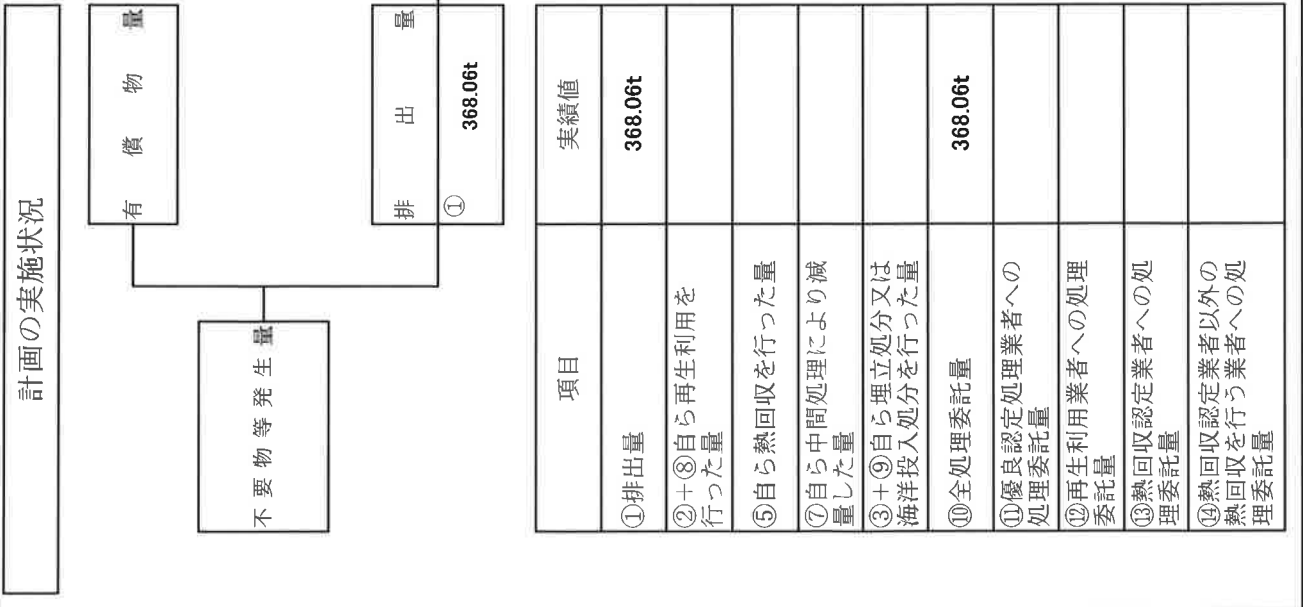 計画の実施状況
有償物量
不要物等発生量
排出量
①
368.06t
項目
実績値
①排出量
368.06t
②+⑧自ら再生利用を
行った量
⑤自ら熱回収を行った量
⑦自ら中間処理により減
量した量
③+⑨自ら埋立処分又は
海洋投入処分を行った量
⑩全処理委託量
368.06t
⑪優良認定処理業者への
処理委託量
⑫再生利用業者への処理
委託量
⑬熱回収認定業者への処
理委託量
⑭熱回収認定業者以外の
熱回収を行う業者への処
理委託量